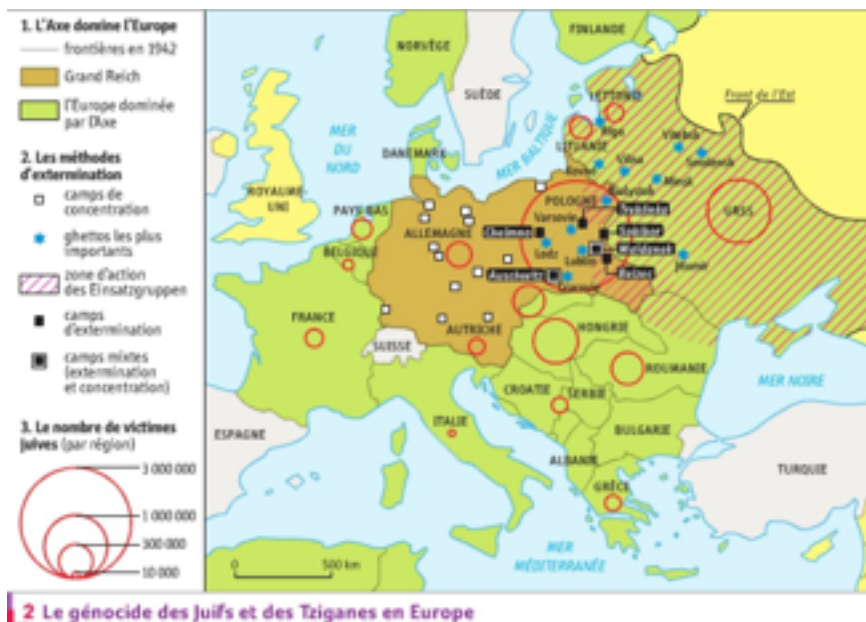 1. L'Axe domine l'Europe
frontières en 1942
Grand Reich
l'Europe dominée
par l'Axe
2. Les méthodes
d'extermination
camps de
concentration
ghettos les plus
importants
zone d'action
des Einsatzgruppen
camps
d'extermination
camps mixtes
(extermination
et concentration)
3. Le nombre de victimes
juives (par région)
3 000 000
1 000 000
300 000
10 000
NORVÈGE
FINLANDE
SUÈDE
LETTONIE
Front de l'Est
Riga
MER
DU NORD
MER BALTIQUE
LITUANIE
Vitebsk
Smolensk
DANEMARK
Kovno
Vilna
Minsk
ROYAUME-
UNI
Bialystok
PAYS-BAS
POLOGNE
Treblinka
URSS
ALLEMAGNE
Varsovie
Chelmno
Sobibor
BELGIQUE
Lodz
Lublin
Maïdanek
Auschwitz
Belzec
Jitomir
Cracovie
FRANCE
AUTRICHE
HONGRIE
SUISSE
ROUMANIE
CROATIE
SERBIE
MER NOIRE
ITALIE
BULGARIE
ESPAGNE
ALBANIE
TURQUIE
GRÈCE
MER
MÉDITERRANÉE
0 500 km
2 Le génocide des Juifs et des Tziganes en Europe